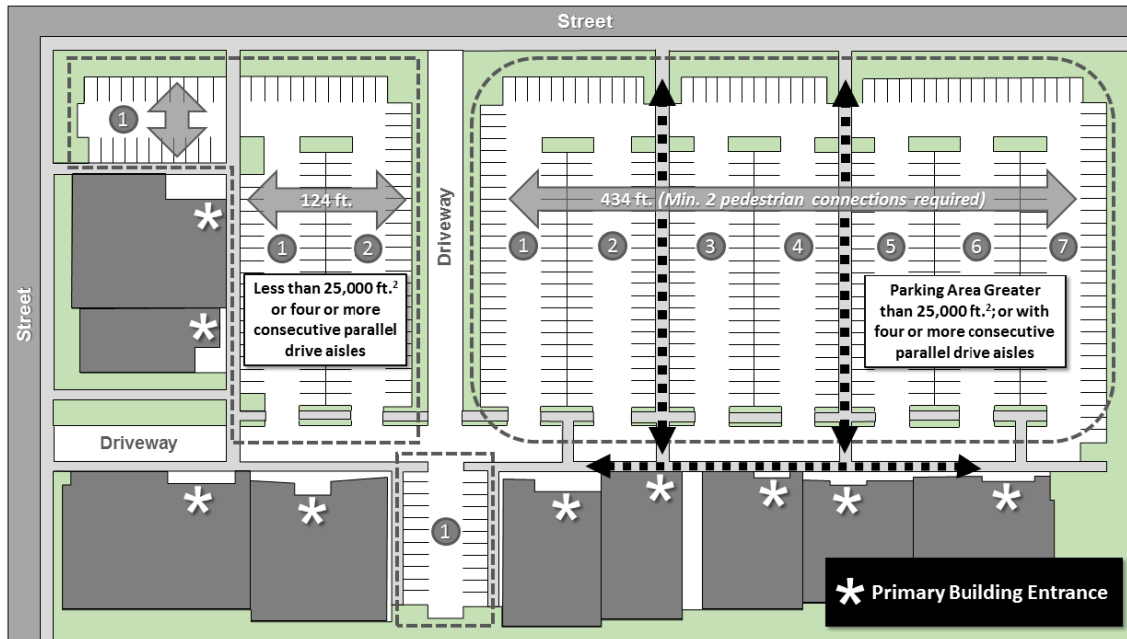 Street
1
124 ft.
1
2
Less than 25,000 ft.²
or four or more
consecutive parallel
drive aisles
Driveway
434 ft. (Min. 2 pedestrian connections required)
1
2
3
4
5
6
7
Parking Area Greater
than 25,000 ft.²; or with
four or more consecutive
parallel drive aisles
Street
Driveway
1
* Primary Building Entrance